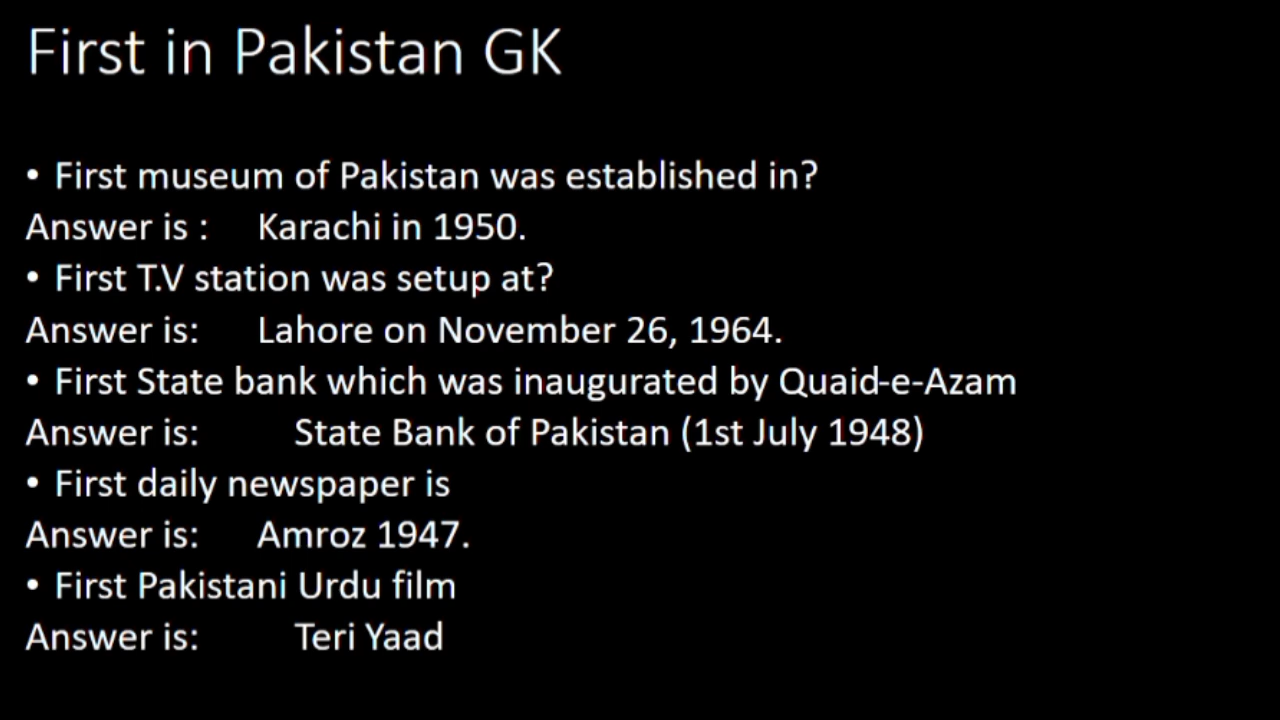 First in Pakistan GK
• First museum of Pakistan was established in?
Answer is : Karachi in 1950.
• First T.V station was setup at?
Answer is: Lahore on November 26, 1964.
• First State bank which was inaugurated by Quaid-e-Azam
Answer is: State Bank of Pakistan (1st July 1948)
• First daily newspaper is
Answer is: Amroz 1947.
• First Pakistani Urdu film
Answer is: Teri Yaad